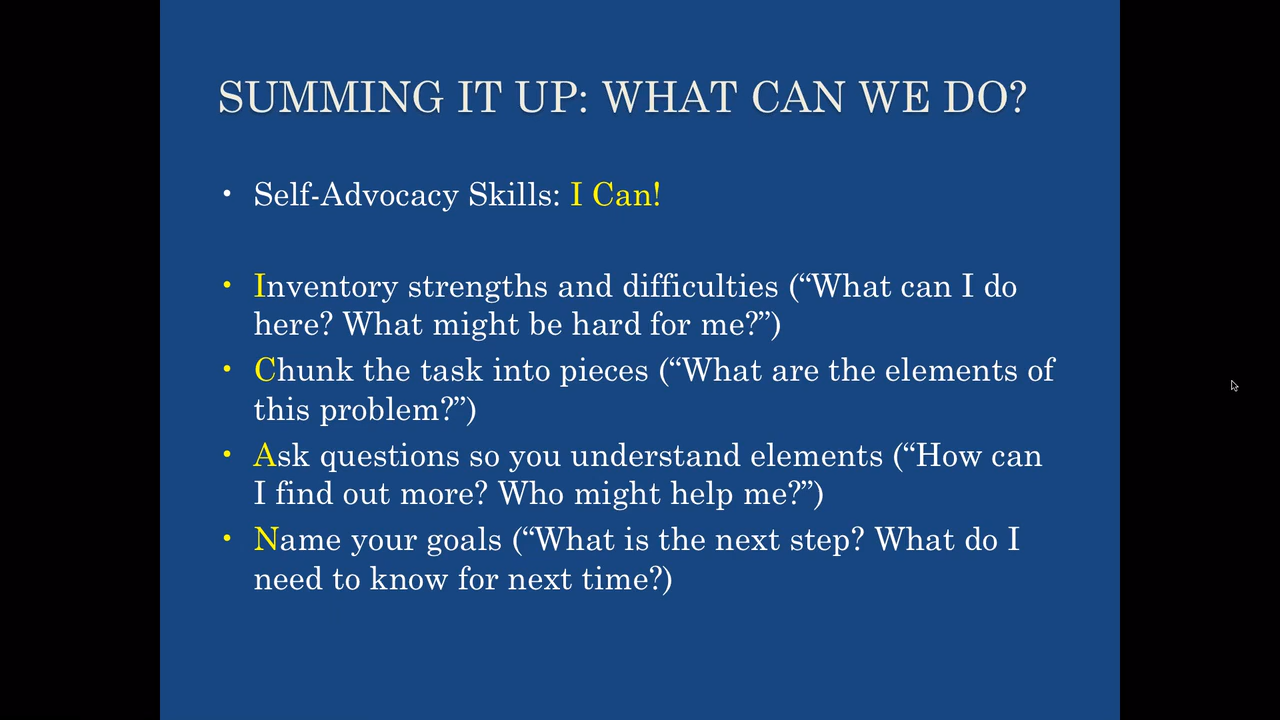 SUMMING IT UP: WHAT CAN WE DO?
• Self-Advocacy Skills: I Can!
• Inventory strengths and difficulties (“What can I do
here? What might be hard for me?”)
• Chunk the task into pieces (“What are the elements of
this problem?”)
• Ask questions so you understand elements (“How can
I find out more? Who might help me?”)
• Name your goals (“What is the next step? What do I
need to know for next time?)